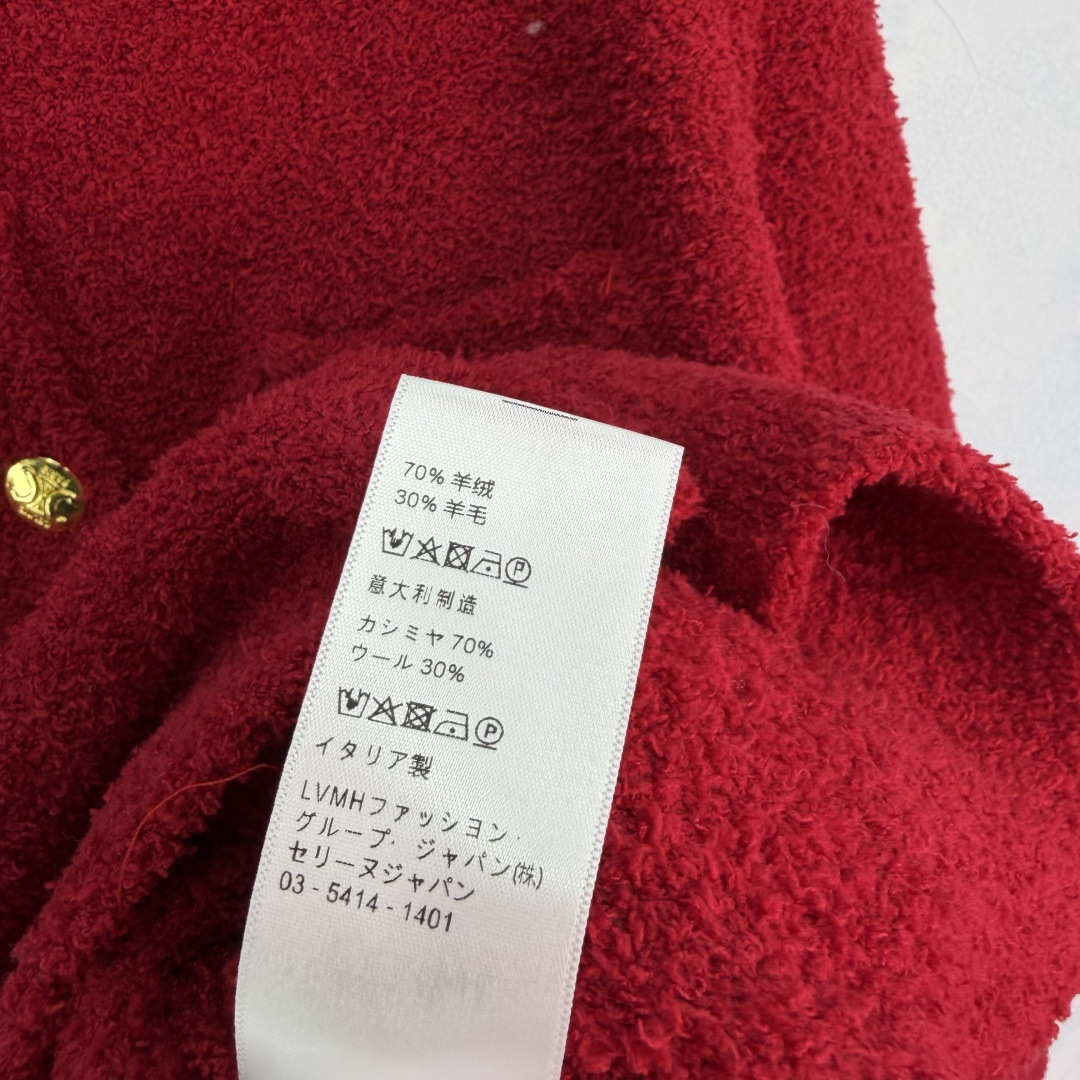 70% 羊绒
30% 羊毛
P
意大利制造
カシミヤ 70%
ウール 30%
P
イタリア製
LVMHファッション.
グループ. ジャパン(株)
セリーヌジャパン
03 - 5414 - 1401